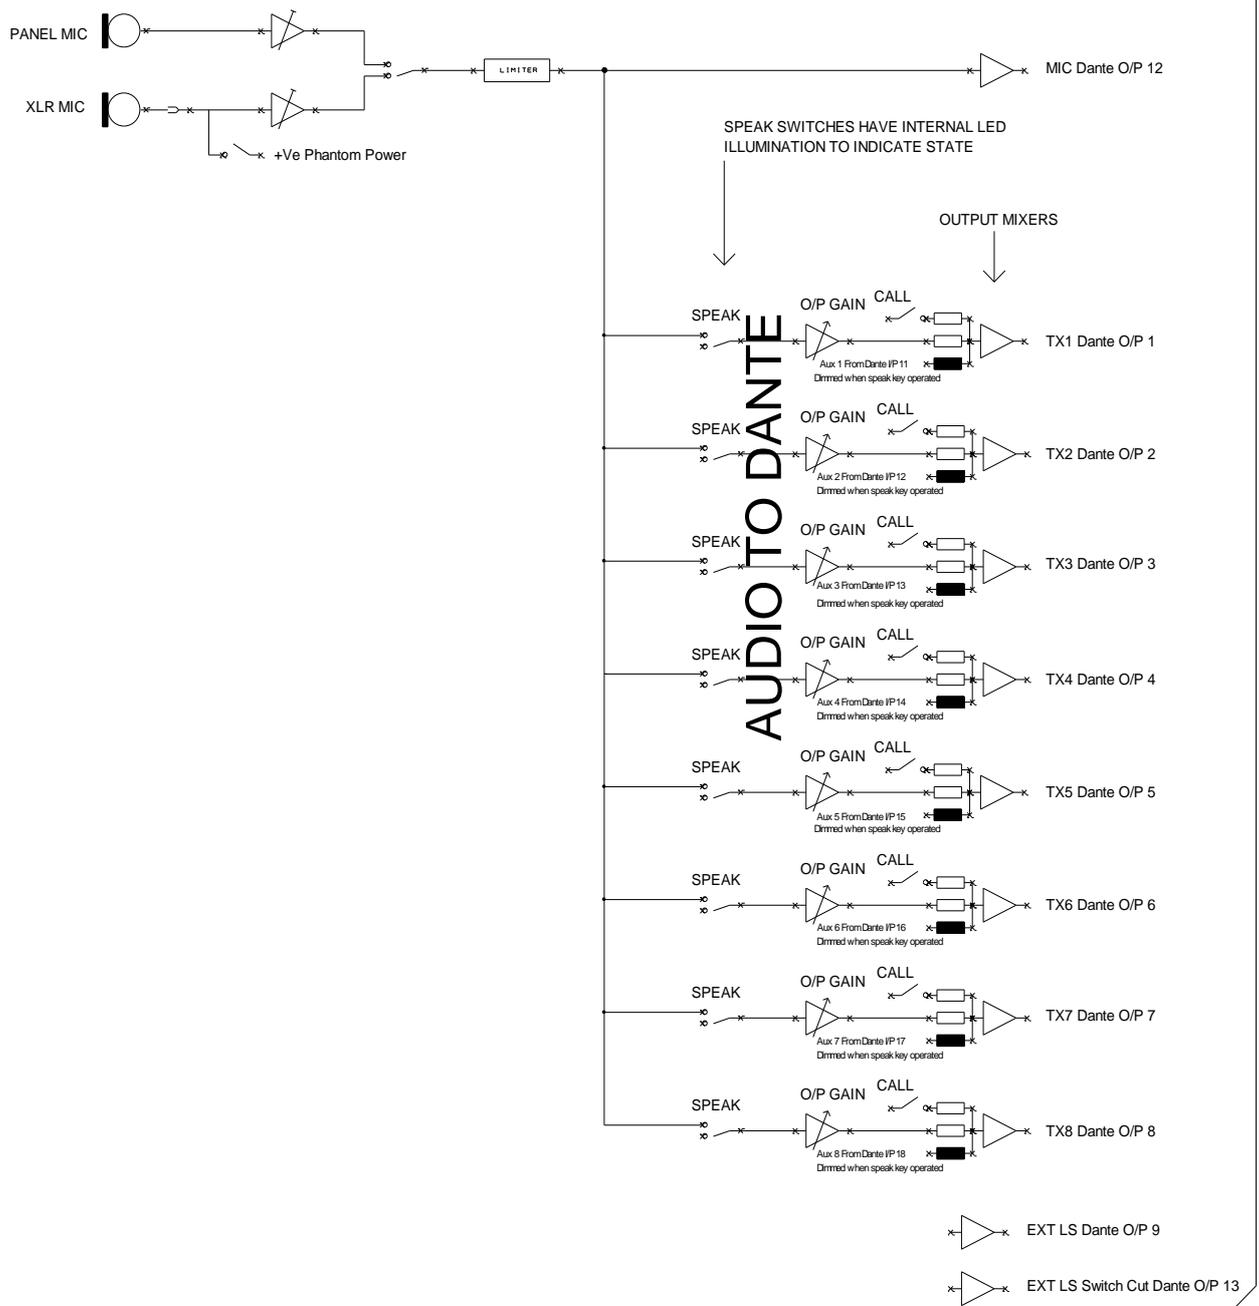 PANEL MIC
LIMITER
MIC Dante O/P 12
XLR MIC
+Ve Phantom Power
SPEAK SWITCHES HAVE INTERNAL LED
ILLUMINATION TO INDICATE STATE
OUTPUT MIXERS
AUDIO TO DANTE
SPEAK
O/P GAIN
CALL
TX1 Dante O/P 1
Aux 1 From Dante I/P 11
Dimmed when speak key operated
SPEAK
O/P GAIN
CALL
TX2 Dante O/P 2
Aux 2 From Dante I/P 12
Dimmed when speak key operated
SPEAK
O/P GAIN
CALL
TX3 Dante O/P 3
Aux 3 From Dante I/P 13
Dimmed when speak key operated
SPEAK
O/P GAIN
CALL
TX4 Dante O/P 4
Aux 4 From Dante I/P 14
Dimmed when speak key operated
SPEAK
O/P GAIN
CALL
TX5 Dante O/P 5
Aux 5 From Dante I/P 15
Dimmed when speak key operated
SPEAK
O/P GAIN
CALL
TX6 Dante O/P 6
Aux 6 From Dante I/P 16
Dimmed when speak key operated
SPEAK
O/P GAIN
CALL
TX7 Dante O/P 7
Aux 7 From Dante I/P 17
Dimmed when speak key operated
SPEAK
O/P GAIN
CALL
TX8 Dante O/P 8
Aux 8 From Dante I/P 18
Dimmed when speak key operated
EXT LS Dante O/P 9
EXT LS Switch Cut Dante O/P 13